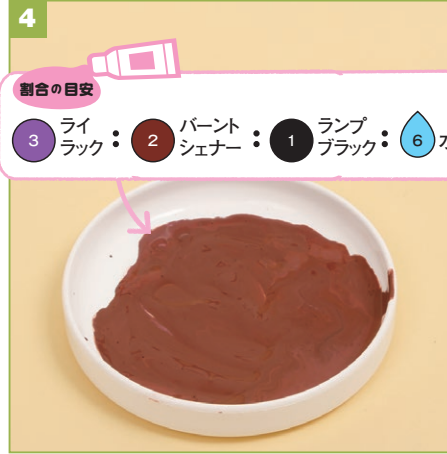 4
割合の目安
3 ライ
ラック : 2 バーント
シェナー : 1 ランプ
ブラック : 6